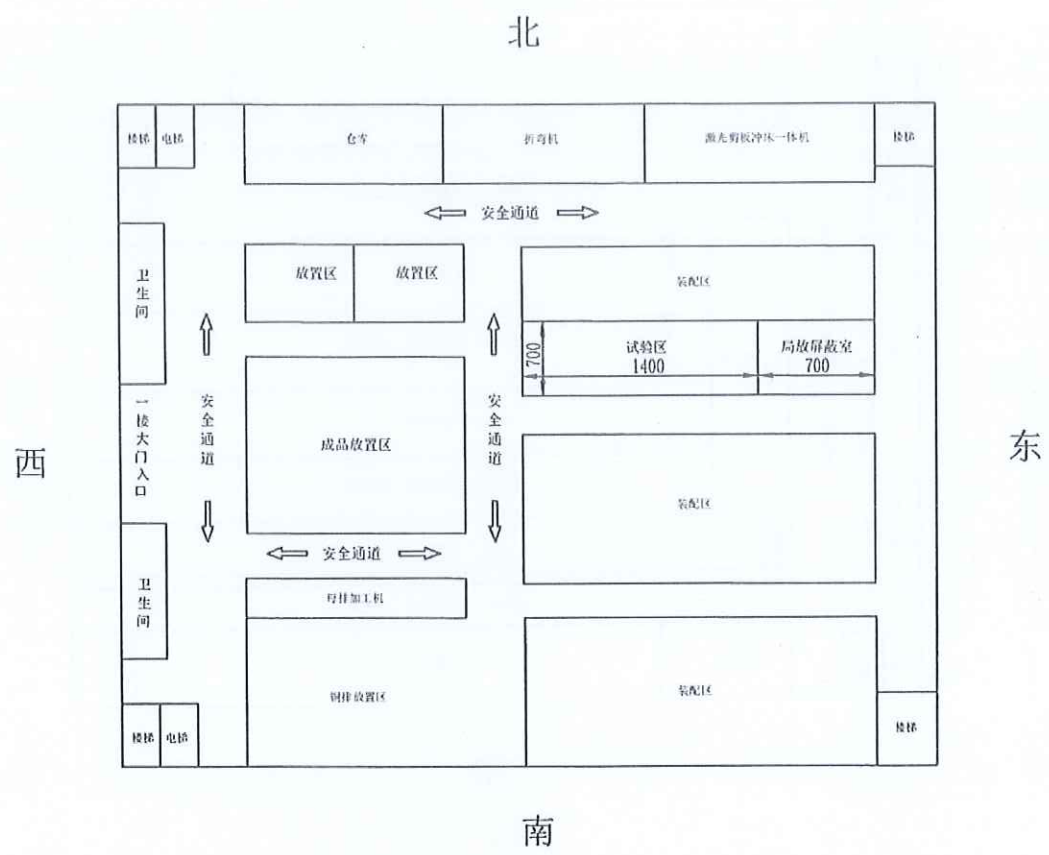 北
楼梯 电梯 仓库 折弯机 激光剪板冲床一体机 楼梯
安全通道
卫生间
放置区 放置区 装配区
试验区 局放屏蔽室
700 1400 700
一楼大门入口
安全通道
安全通道
成品放置区
西
东
装配区
安全通道
卫生间
母排加工机
铜排放置区 装配区
楼梯 电梯 楼梯
南